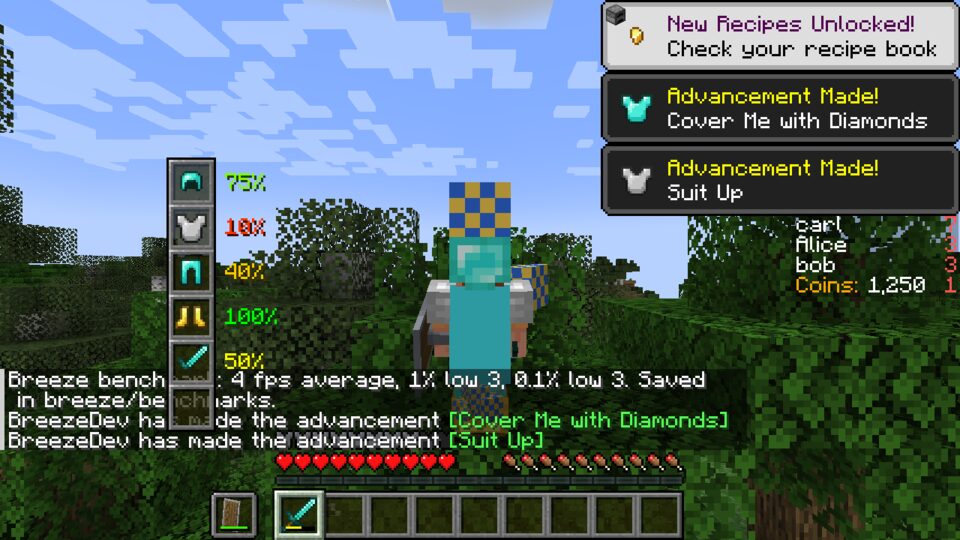 New Recipes Unlocked!
Check your recipe book
Advancement Made!
Cover Me with Diamonds
Advancement Made!
Suit Up
75%
10%
40%
100%
50%
carl 7
Alice
bob 3
Coins: 1,250 1
Breeze bench : 4 fps average, 1% low 3, 0.1% low 3. Saved
in breeze/benchmarks.
BreezeDev has made the advancement [Cover Me with Diamonds]
BreezeDev has made the advancement [Suit Up]